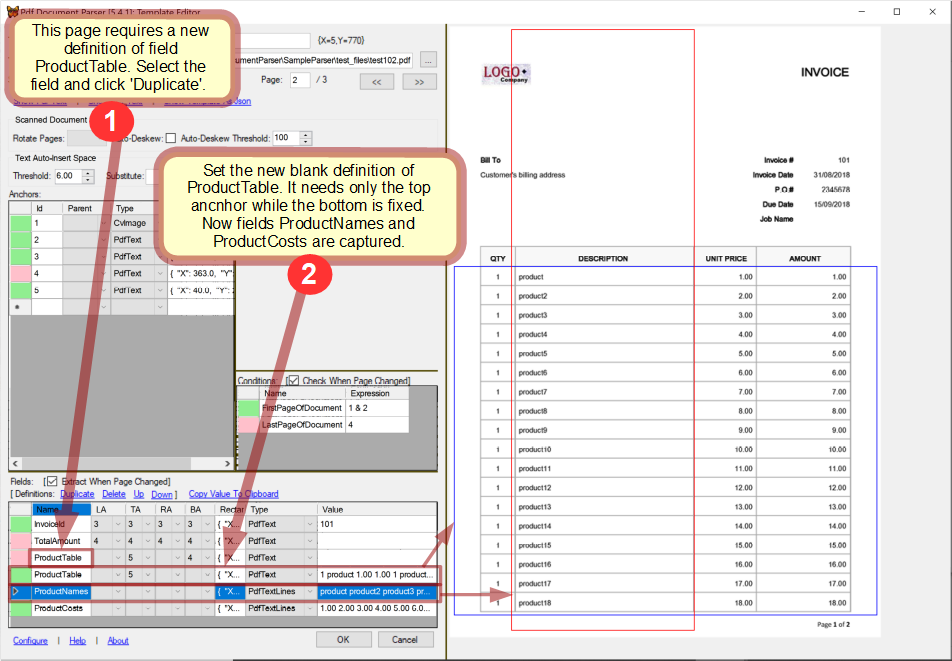 Pdf Document Parser [5.4.1]: Template Editor
This page requires a new
definition of field
ProductTable. Select the
field and click 'Duplicate'.
{X=5,Y=770}
umentParser\SampleParser\test_files\test102.pdf ...
Page: 2 / 3 << >>
Json
1
Scanned Document
Rotate Pages: o-Deskew: Auto-Deskew Threshold: 100
Text Auto-Insert Space
Threshold: 6.00 Substitute:
Set the new blank definition of
ProductTable. It needs only the top
ancnhor while the bottom is fixed.
Now fields ProductNames and
ProductCosts are captured.
2
Anchors:
Id Parent Type
1 CvImage
2 PdfText
3 PdfText
4 PdfText { "X": 363.0, "Y":
5 PdfText { "X": 40.0, "Y":
*
Conditions: [ Check When Page Changed]
Name Expression
FirstPageOfDocument 1 & 2
LastPageOfDocument 4
Fields: [ Extract When Page Changed]
[ Definitions: Duplicate Delete Up Down ] Copy Value To Clipboard
Name LA TA RA BA Rectar Type Value
InvoiceId 3 3 3 3 { "X... PdfText 101
TotalAmount 4 4 4 4 { "X... PdfText
ProductTable 5 4 { "X... PdfText
ProductTable 5 { "X... PdfText 1 product 1.00 1.00 1 product...
ProductNames { "X... PdfTextLines product product2 product3 pr...
ProductCosts { "X... PdfTextLines 1.00 2.00 3.00 4.00 5.00 6.0...
Configure | Help | About OK Cancel
LOGO
Company
INVOICE
Bill To
Customer's billing address
Invoice # 101
Invoice Date 31/08/2018
P.O.# 2345678
Due Date 15/09/2018
Job Name
QTY DESCRIPTION UNIT PRICE AMOUNT
1 product 1.00 1.00
1 product2 2.00 2.00
1 product3 3.00 3.00
1 product4 4.00 4.00
1 product5 5.00 5.00
1 product6 6.00 6.00
1 product7 7.00 7.00
1 product8 8.00 8.00
1 product9 9.00 9.00
1 product10 10.00 10.00
1 product11 11.00 11.00
1 product12 12.00 12.00
1 product13 13.00 13.00
1 product14 14.00 14.00
1 product15 15.00 15.00
1 product16 16.00 16.00
1 product17 17.00 17.00
1 product18 18.00 18.00
Page 1 of 2